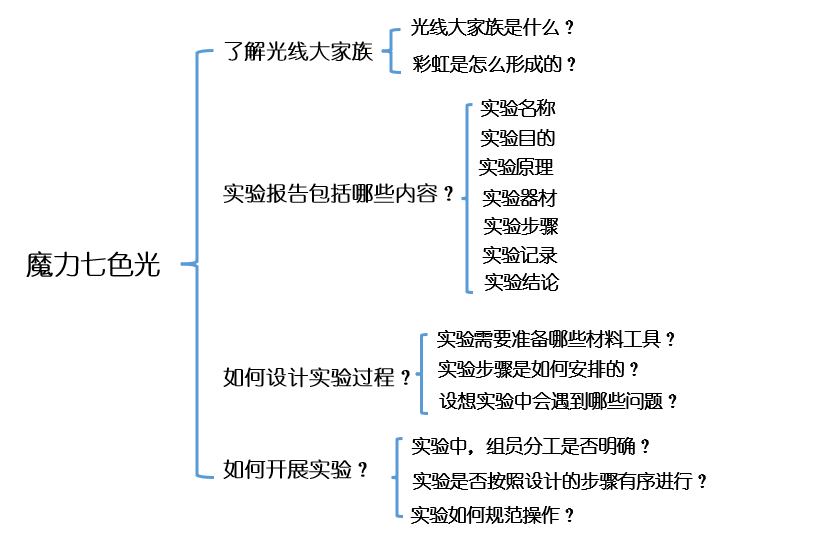 魔力七色光
了解光线大家族
光线大家族是什么？
彩虹是怎么形成的？
实验报告包括哪些内容？
实验名称
实验目的
实验原理
实验器材
实验步骤
实验记录
实验结论
如何设计实验过程？
实验需要准备哪些材料工具？
实验步骤是如何安排的？
设想实验中会遇到哪些问题？
如何开展实验？
实验中，组员分工是否明确？
实验是否按照设计的步骤有序进行？
实验如何规范操作？